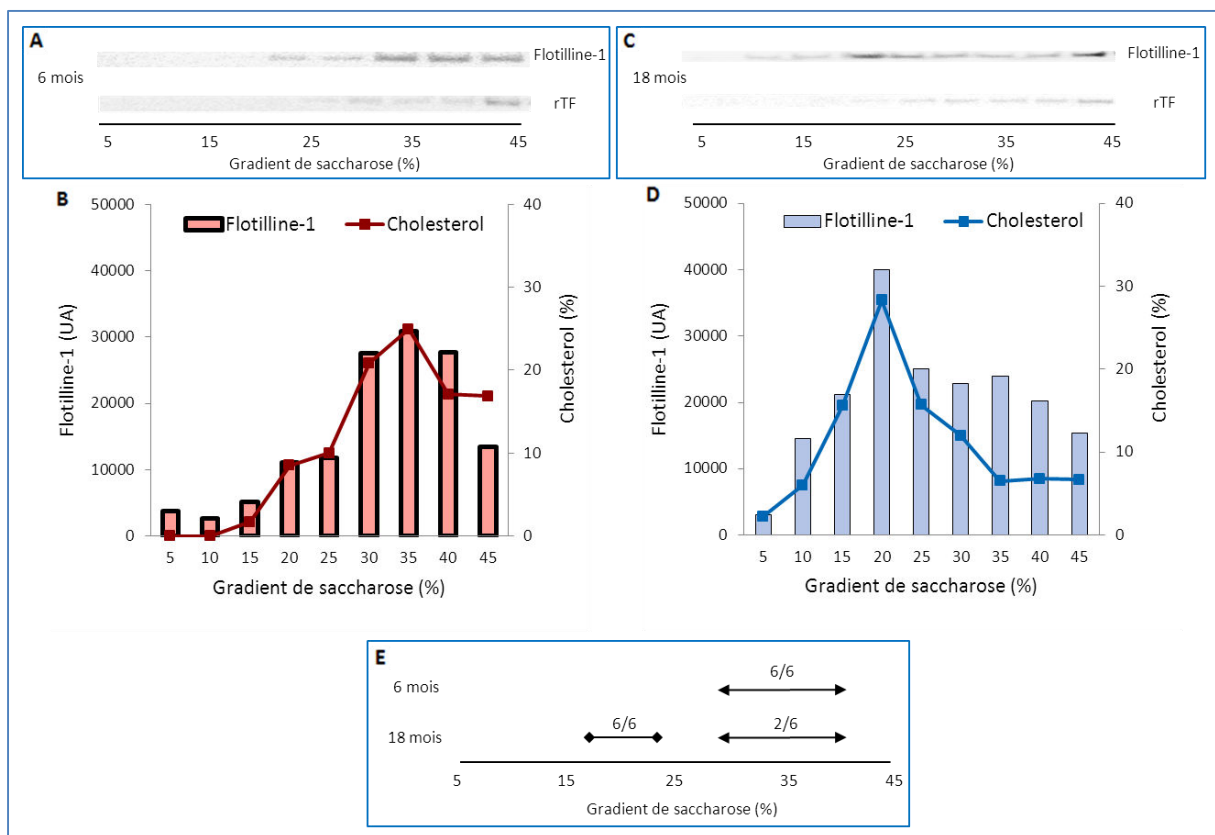 A
Flotilline-1
6 mois
rTF
5 15 25 35 45
Gradient de saccharose (%)
C
Flotilline-1
18 mois
rTF
5 15 25 35 45
Gradient de saccharose (%)
B
Flotilline-1 Cholesterol
50000
40000
30000
20000
10000
0
Flotilline-1 (UA)
40
30
20
10
0
Cholesterol (%)
5 10 15 20 25 30 35 40 45
Gradient de saccharose (%)
D
Flotilline-1 Cholesterol
50000
40000
30000
20000
10000
0
Flotilline-1 (UA)
40
30
20
10
0
Cholesterol (%)
5 10 15 20 25 30 35 40 45
Gradient de saccharose (%)
E
6/6
6 mois
6/6 2/6
18 mois
5 15 25 35 45
Gradient de saccharose (%)